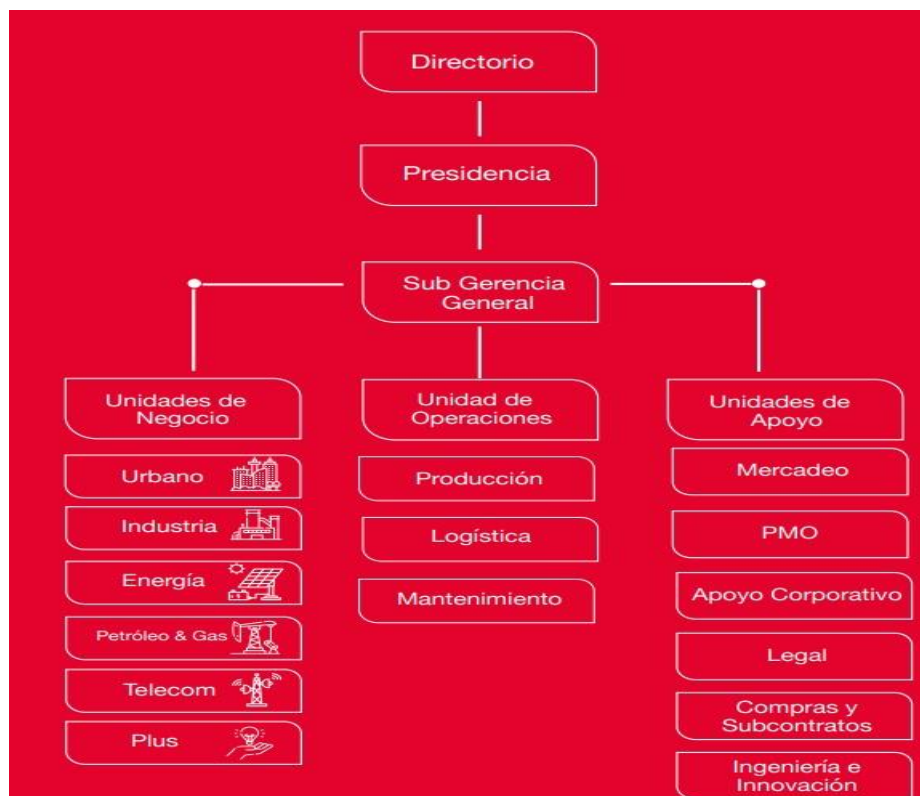 Directorio
Presidencia
Sub Gerencia
General
Unidades de
Negocio
Urbano
Industria
Energía
Petróleo & Gas
Telecom
Plus
Unidad de
Operaciones
Producción
Logística
Mantenimiento
Unidades de
Apoyo
Mercadeo
PMO
Apoyo Corporativo
Legal
Compras y
Subcontratos
Ingeniería e
Innovación